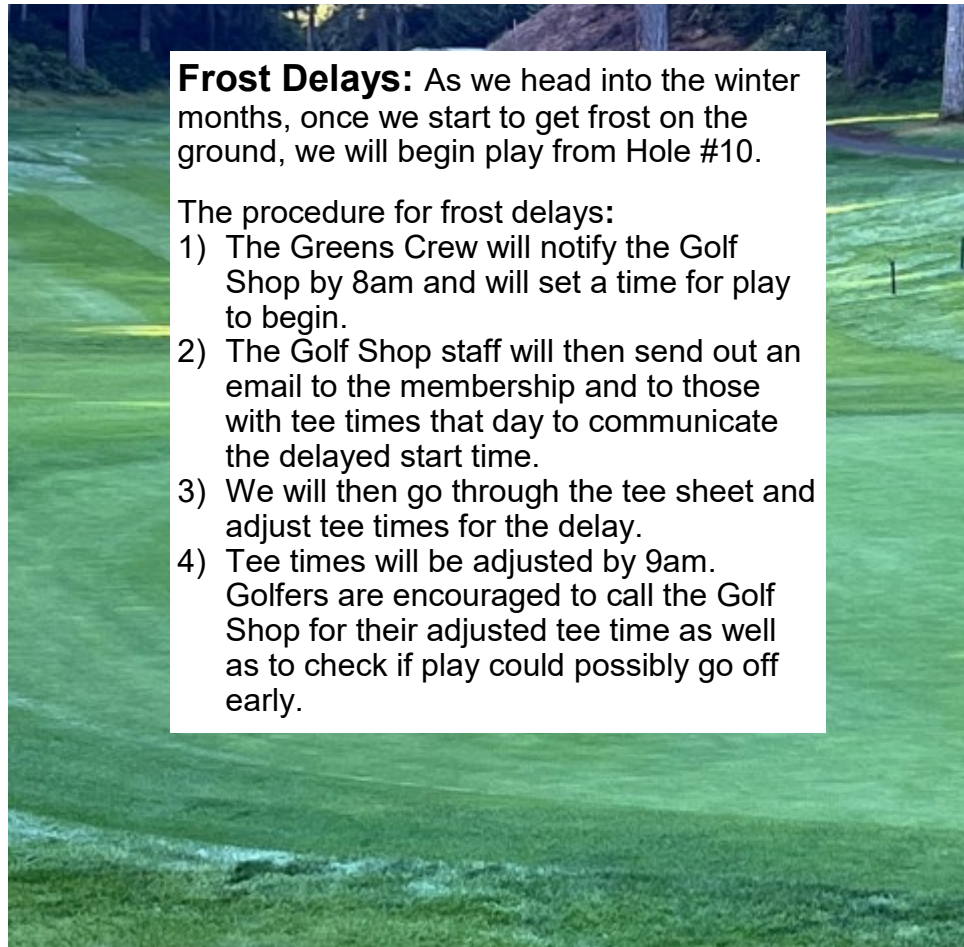 Frost Delays: As we head into the winter
months, once we start to get frost on the
ground, we will begin play from Hole #10.
The procedure for frost delays:
1) The Greens Crew will notify the Golf
Shop by 8am and will set a time for play
to begin.
2) The Golf Shop staff will then send out an
email to the membership and to those
with tee times that day to communicate
the delayed start time.
3) We will then go through the tee sheet and
adjust tee times for the delay.
4) Tee times will be adjusted by 9am.
Golfers are encouraged to call the Golf
Shop for their adjusted tee time as well
as to check if play could possibly go off
early.